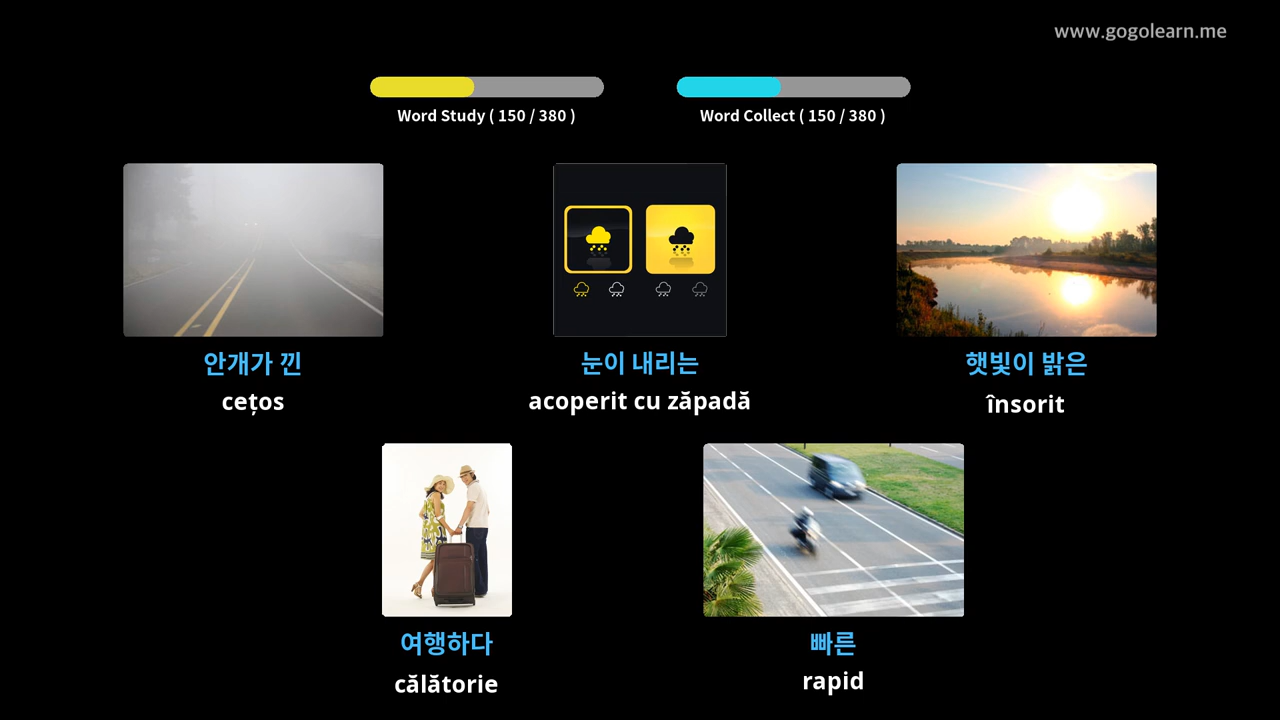 www.gogolearn.me
Word Study ( 150 / 380 )
Word Collect ( 150 / 380 )
안개가 낀
cețos
눈이 내리는
acoperit cu zăpadă
햇빛이 밝은
însorit
여행하다
călătorie
빠른
rapid